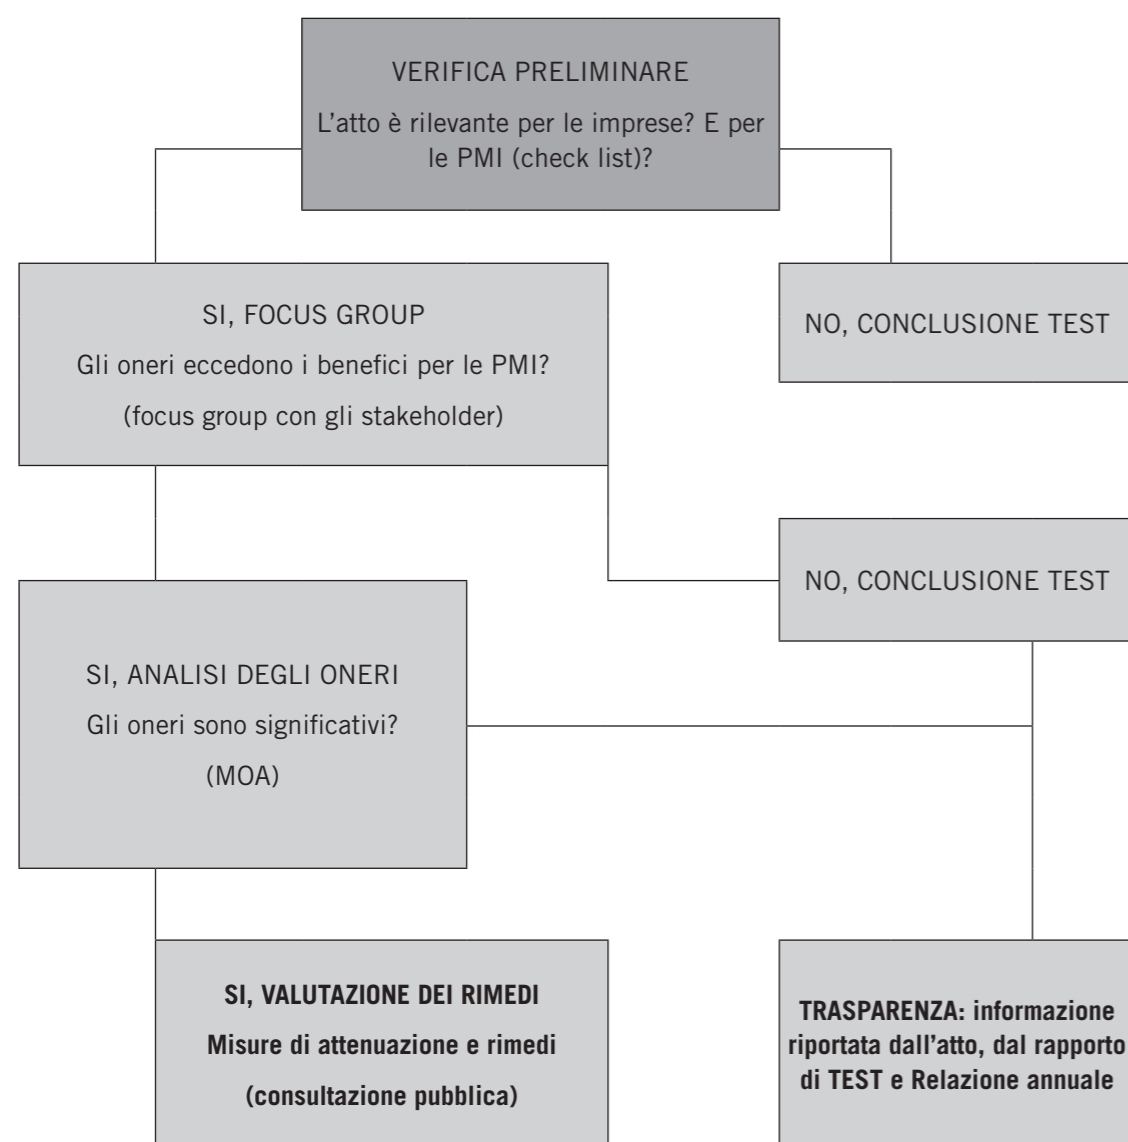 VERIFICA PRELIMINARE
L'atto è rilevante per le imprese? E per
le PMI (check list)?
SI, FOCUS GROUP
Gli oneri eccedono i benefici per le PMI?
(focus group con gli stakeholder)
NO, CONCLUSIONE TEST
NO, CONCLUSIONE TEST
SI, ANALISI DEGLI ONERI
Gli oneri sono significativi?
(MOA)
SI, VALUTAZIONE DEI RIMEDI
Misure di attenuazione e rimedi
(consultazione pubblica)
TRASPARENZA: informazione
riportata dall'atto, dal rapporto
di TEST e Relazione annuale